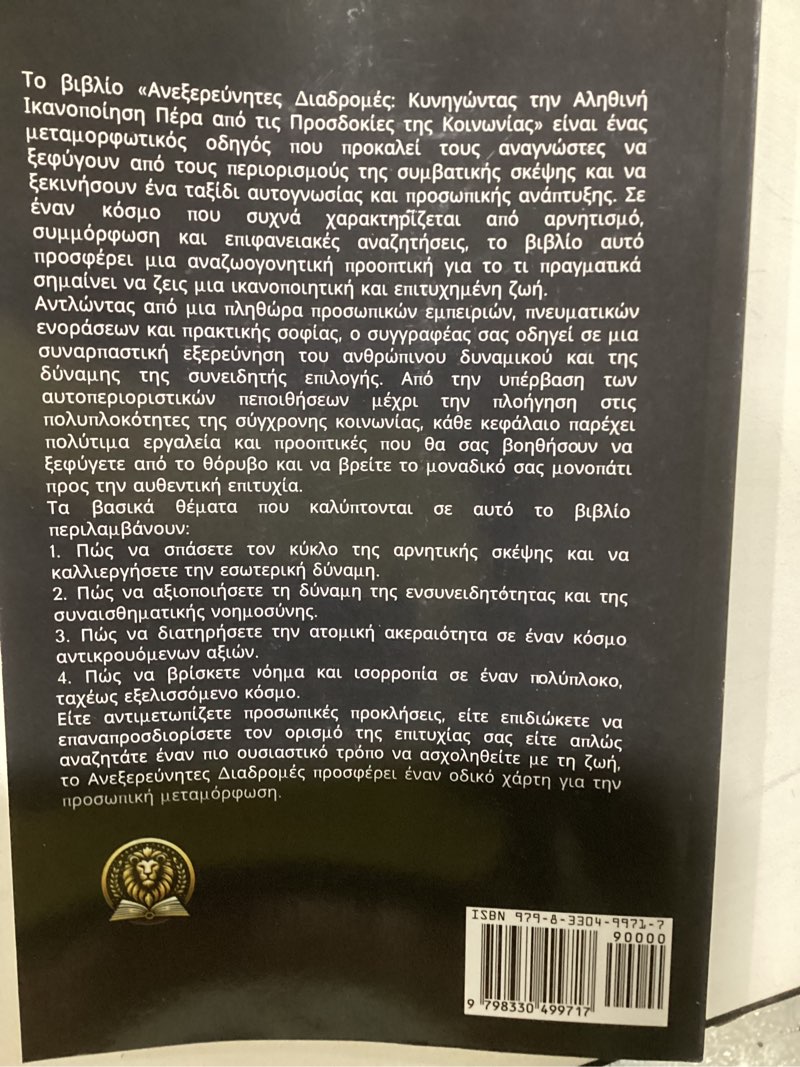 Το βιβλίο «Ανεξερεύνητες Διαδρομές: Κυνηγώντας την Αληθινή
Ικανοποίηση Πέρα από τις Προσδοκίες της Κοινωνίας» είναι ένας
μεταμορφωτικός οδηγός που προκαλεί τους αναγνώστες να
ξεφύγουν από τους περιορισμούς της συμβατικής σκέψης και να
ξεκινήσουν ένα ταξίδι αυτογνωσίας και προσωπικής ανάπτυξης. Σε
έναν κόσμο που συχνά χαρακτηρίζεται από αρνητισμό,
συμμόρφωση και επιφανειακές αναζητήσεις, το βιβλίο αυτό
προσφέρει μια αναζωογονητική προοπτική για το τι πραγματικά
σημαίνει να ζεις μια ικανοποιητική και επιτυχημένη ζωή.
Αντλώντας από μια πληθώρα προσωπικών εμπειριών, πνευματικών
ενοράσεων και πρακτικής σοφίας, ο συγγραφέας σας οδηγεί σε μια
συναρπαστική εξερεύνηση του ανθρώπινου δυναμικού και της
δύναμης της συνειδητής επιλογής. Από την υπέρβαση των
αυτοπεριοριστικών πεποιθήσεων μέχρι την πλοήγηση στις
πολυπλοκότητες της σύγχρονης κοινωνίας, κάθε κεφάλαιο παρέχει
πολύτιμα εργαλεία και προοπτικές που θα σας βοηθήσουν να
ξεφύγετε από το θόρυβο και να βρείτε το μοναδικό σας μονοπάτι
προς την αυθεντική επιτυχία.
Τα βασικά θέματα που καλύπτονται σε αυτό το βιβλίο
περιλαμβάνουν:
1. Πώς να σπάσετε τον κύκλο της αρνητικής σκέψης και να
καλλιεργήσετε την εσωτερική δύναμη.
2. Πώς να αξιοποιήσετε τη δύναμη της ενσυνειδητότητας και της
συναισθηματικής νοημοσύνης.
3. Πώς να διατηρήσετε την ατομική ακεραιότητα σε έναν κόσμο
αντικρουόμενων αξιών.
4. Πώς να βρίσκετε νόημα και ισορροπία σε έναν πολύπλοκο,
ταχέως εξελισσόμενο κόσμο.
Είτε αντιμετωπίζετε προσωπικές προκλήσεις, είτε επιδιώκετε να
επαναπροσδιορίσετε τον ορισμό της επιτυχίας σας είτε απλώς
αναζητάτε έναν πιο ουσιαστικό τρόπο να ασχοληθείτε με τη ζωή,
το Ανεξερεύνητες Διαδρομές προσφέρει έναν οδικό χάρτη για την
προσωπική μεταμόρφωση.
ISBN 979-8-3304-9971-7
90000
9 798330 499717